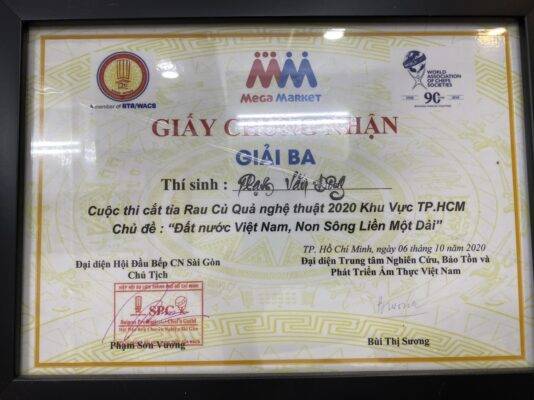 WORLD
ASSOCIATION
OF CHEFS
SOCIETIES
A member of STB/WACS
MEGA MARKET
90
GIẤY CHỨNG NHẬN
GIẢI BA
Thí sinh : Phạm Văn
Cuộc thi cắt tỉa Rau Củ Quả nghệ thuật 2020 Khu Vực TP.HCM
Chủ đề : “Đất nước Việt Nam, Non Sông Liền Một Dải”
TP. Hồ Chí Minh, ngày 06 tháng 10 năm 2020
Đại diện Hội Đầu Bếp CN Sài Gòn
Chủ Tịch
Đại diện Trung tâm Nghiên Cứu, Bảo Tồn và
Phát Triển Ẩm Thực Việt Nam
SPC
Phạm Sơn Vương
Bùi Thị Sương